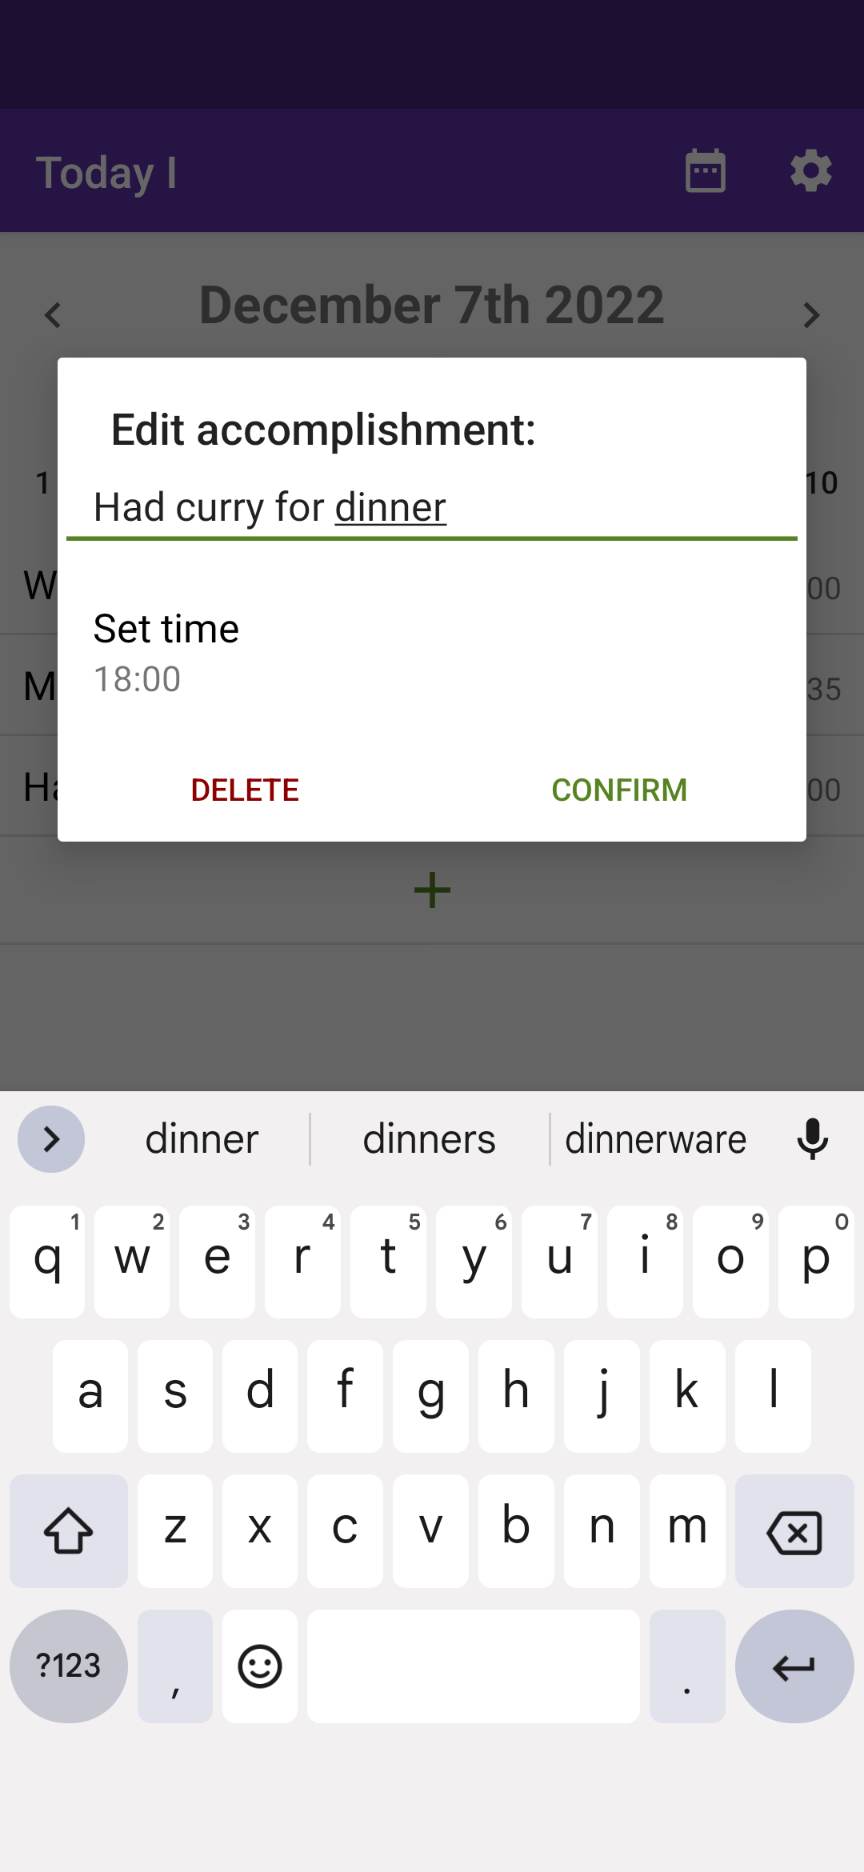 Today I
December 7th 2022
Edit accomplishment:
1
10
Had curry for dinner
W
00
Set time
18:00
M
35
DELETE
CONFIRM
Ha
00
+
dinner dinners dinnerware
1 2 3 4 5 6 7 8 9 0
q w e r t y u i o p
a s d f g h j k l
z x c v b n m
?123 , .